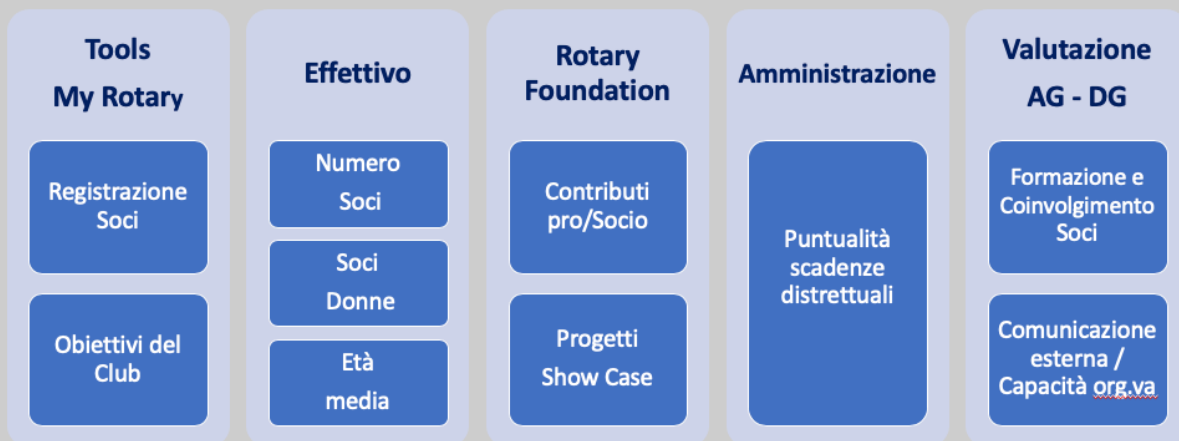 Tools
My Rotary
Registrazione
Soci
Obiettivi del
Club
Effettivo
Numero
Soci
Soci
Donne
Età
media
Rotary
Foundation
Contributi
pro/Socio
Progetti
Show Case
Amministrazione
Puntualità
scadenze
distrettuali
Valutazione
AG - DG
Formazione e
Coinvolgimento
Soci
Comunicazione
esterna /
Capacità org.va